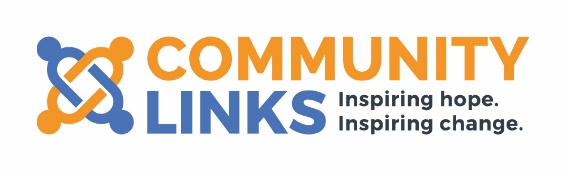 COMMUNITY
LINKS
Inspiring hope.
Inspiring change.